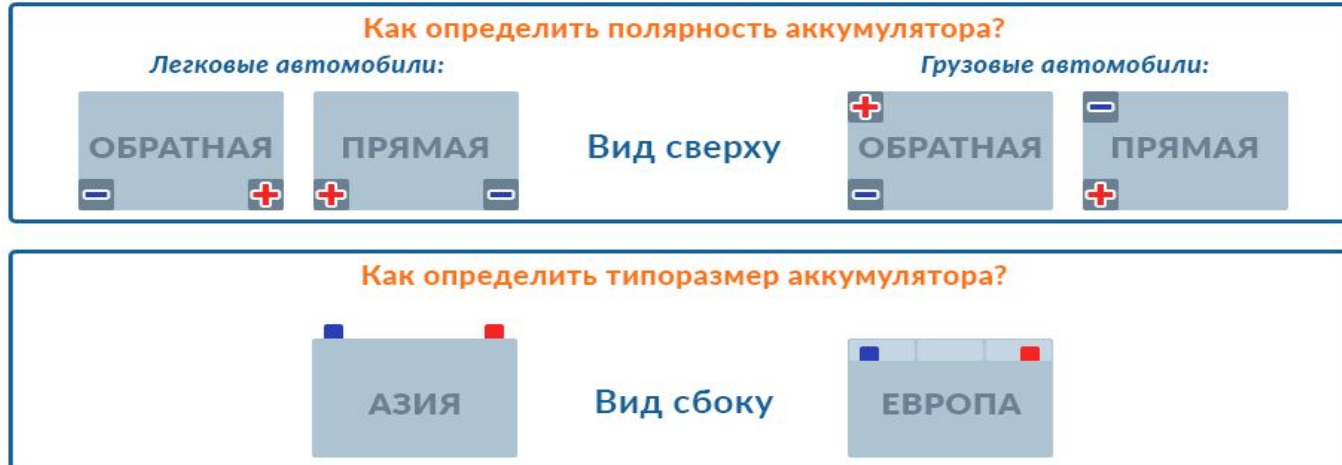 Как определить полярность аккумулятора?
Легковые автомобили:
Грузовые автомобили:
ОБРАТНАЯ
ПРЯМАЯ
Вид сверху
ОБРАТНАЯ
ПРЯМАЯ
Как определить типоразмер аккумулятора?
АЗИЯ
Вид сбоку
ЕВРОПА